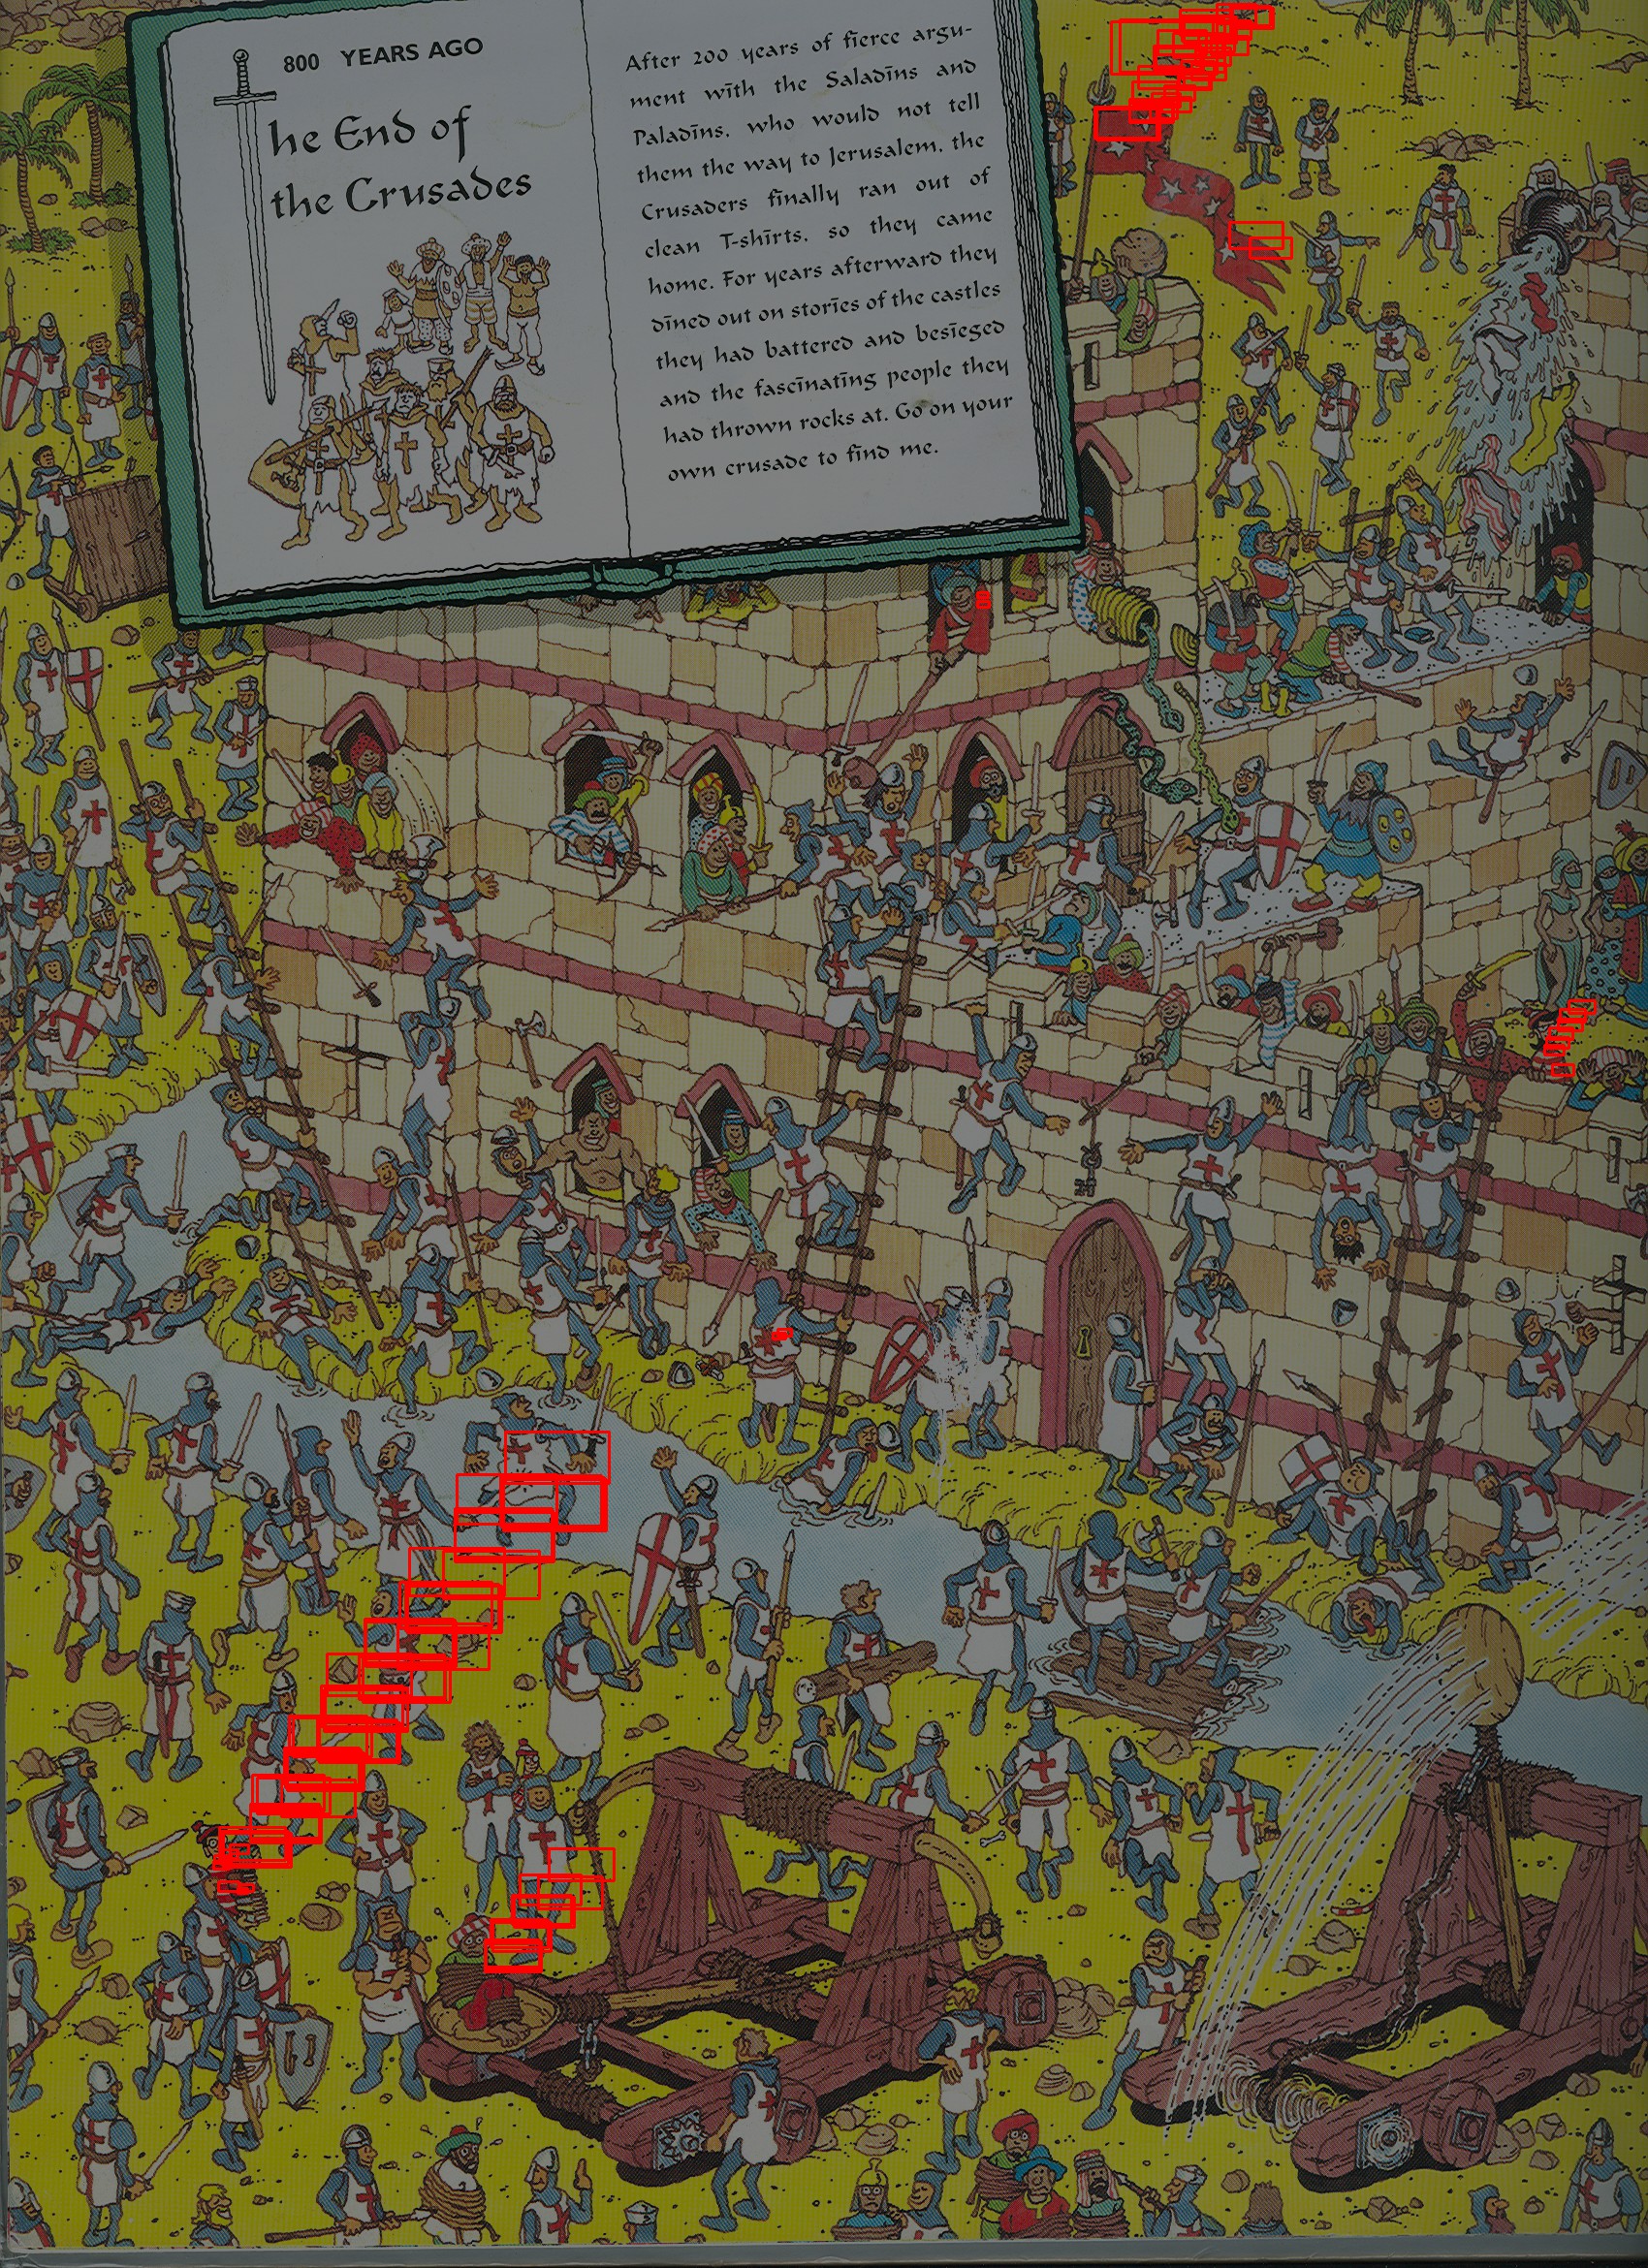 800 YEARS AGO
he End of
the Crusades
After 200 years of fierce argu-
ment with the Saladins and
Paladins, who would not tell
them the way to Jerusalem, the
Crusaders finally ran out of
clean T-shirts, so they came
home. For years afterward they
dined out on stories of the castles
they had battered and besieged
and the fascinating people they
had thrown rocks at. Go on your
own crusade to find me.